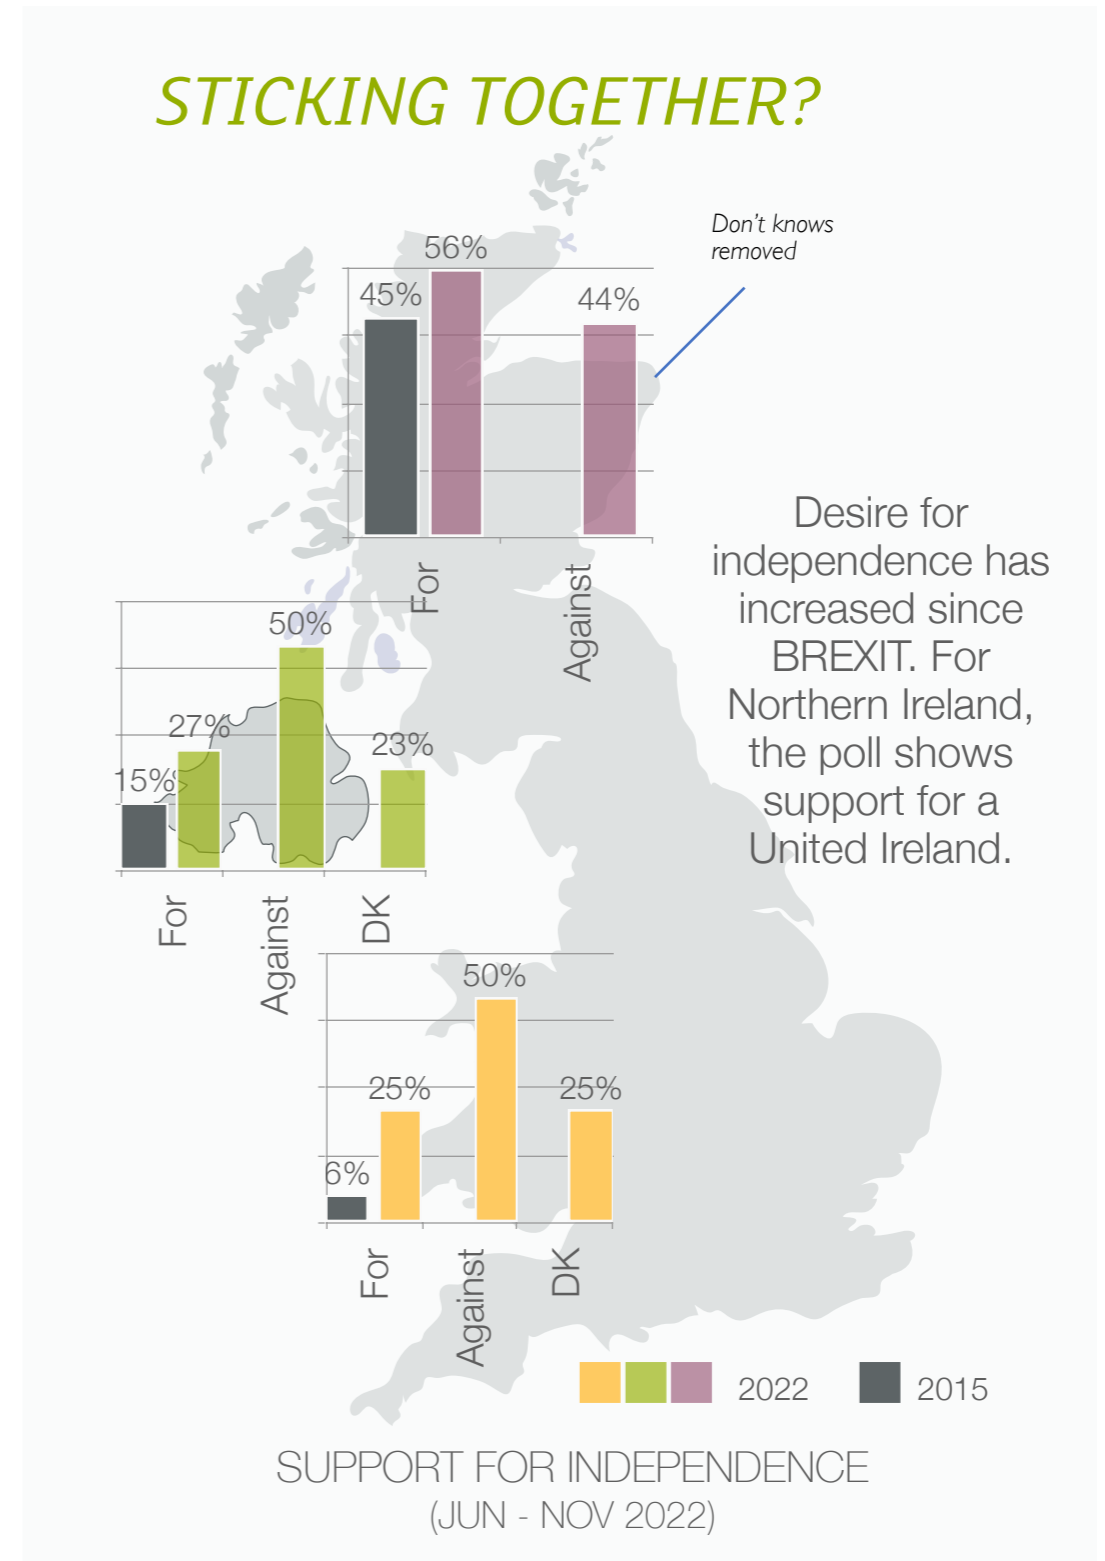 STICKING TOGETHER?
Don't knows
removed
56%
45%
44%
For
Against
Desire for
independence has
increased since
BREXIT. For
Northern Ireland,
the poll shows
support for a
United Ireland.
50%
27%
23%
15%
For
Against
DK
50%
25%
25%
6%
For
Against
DK
2022
2015
SUPPORT FOR INDEPENDENCE
(JUN - NOV 2022)